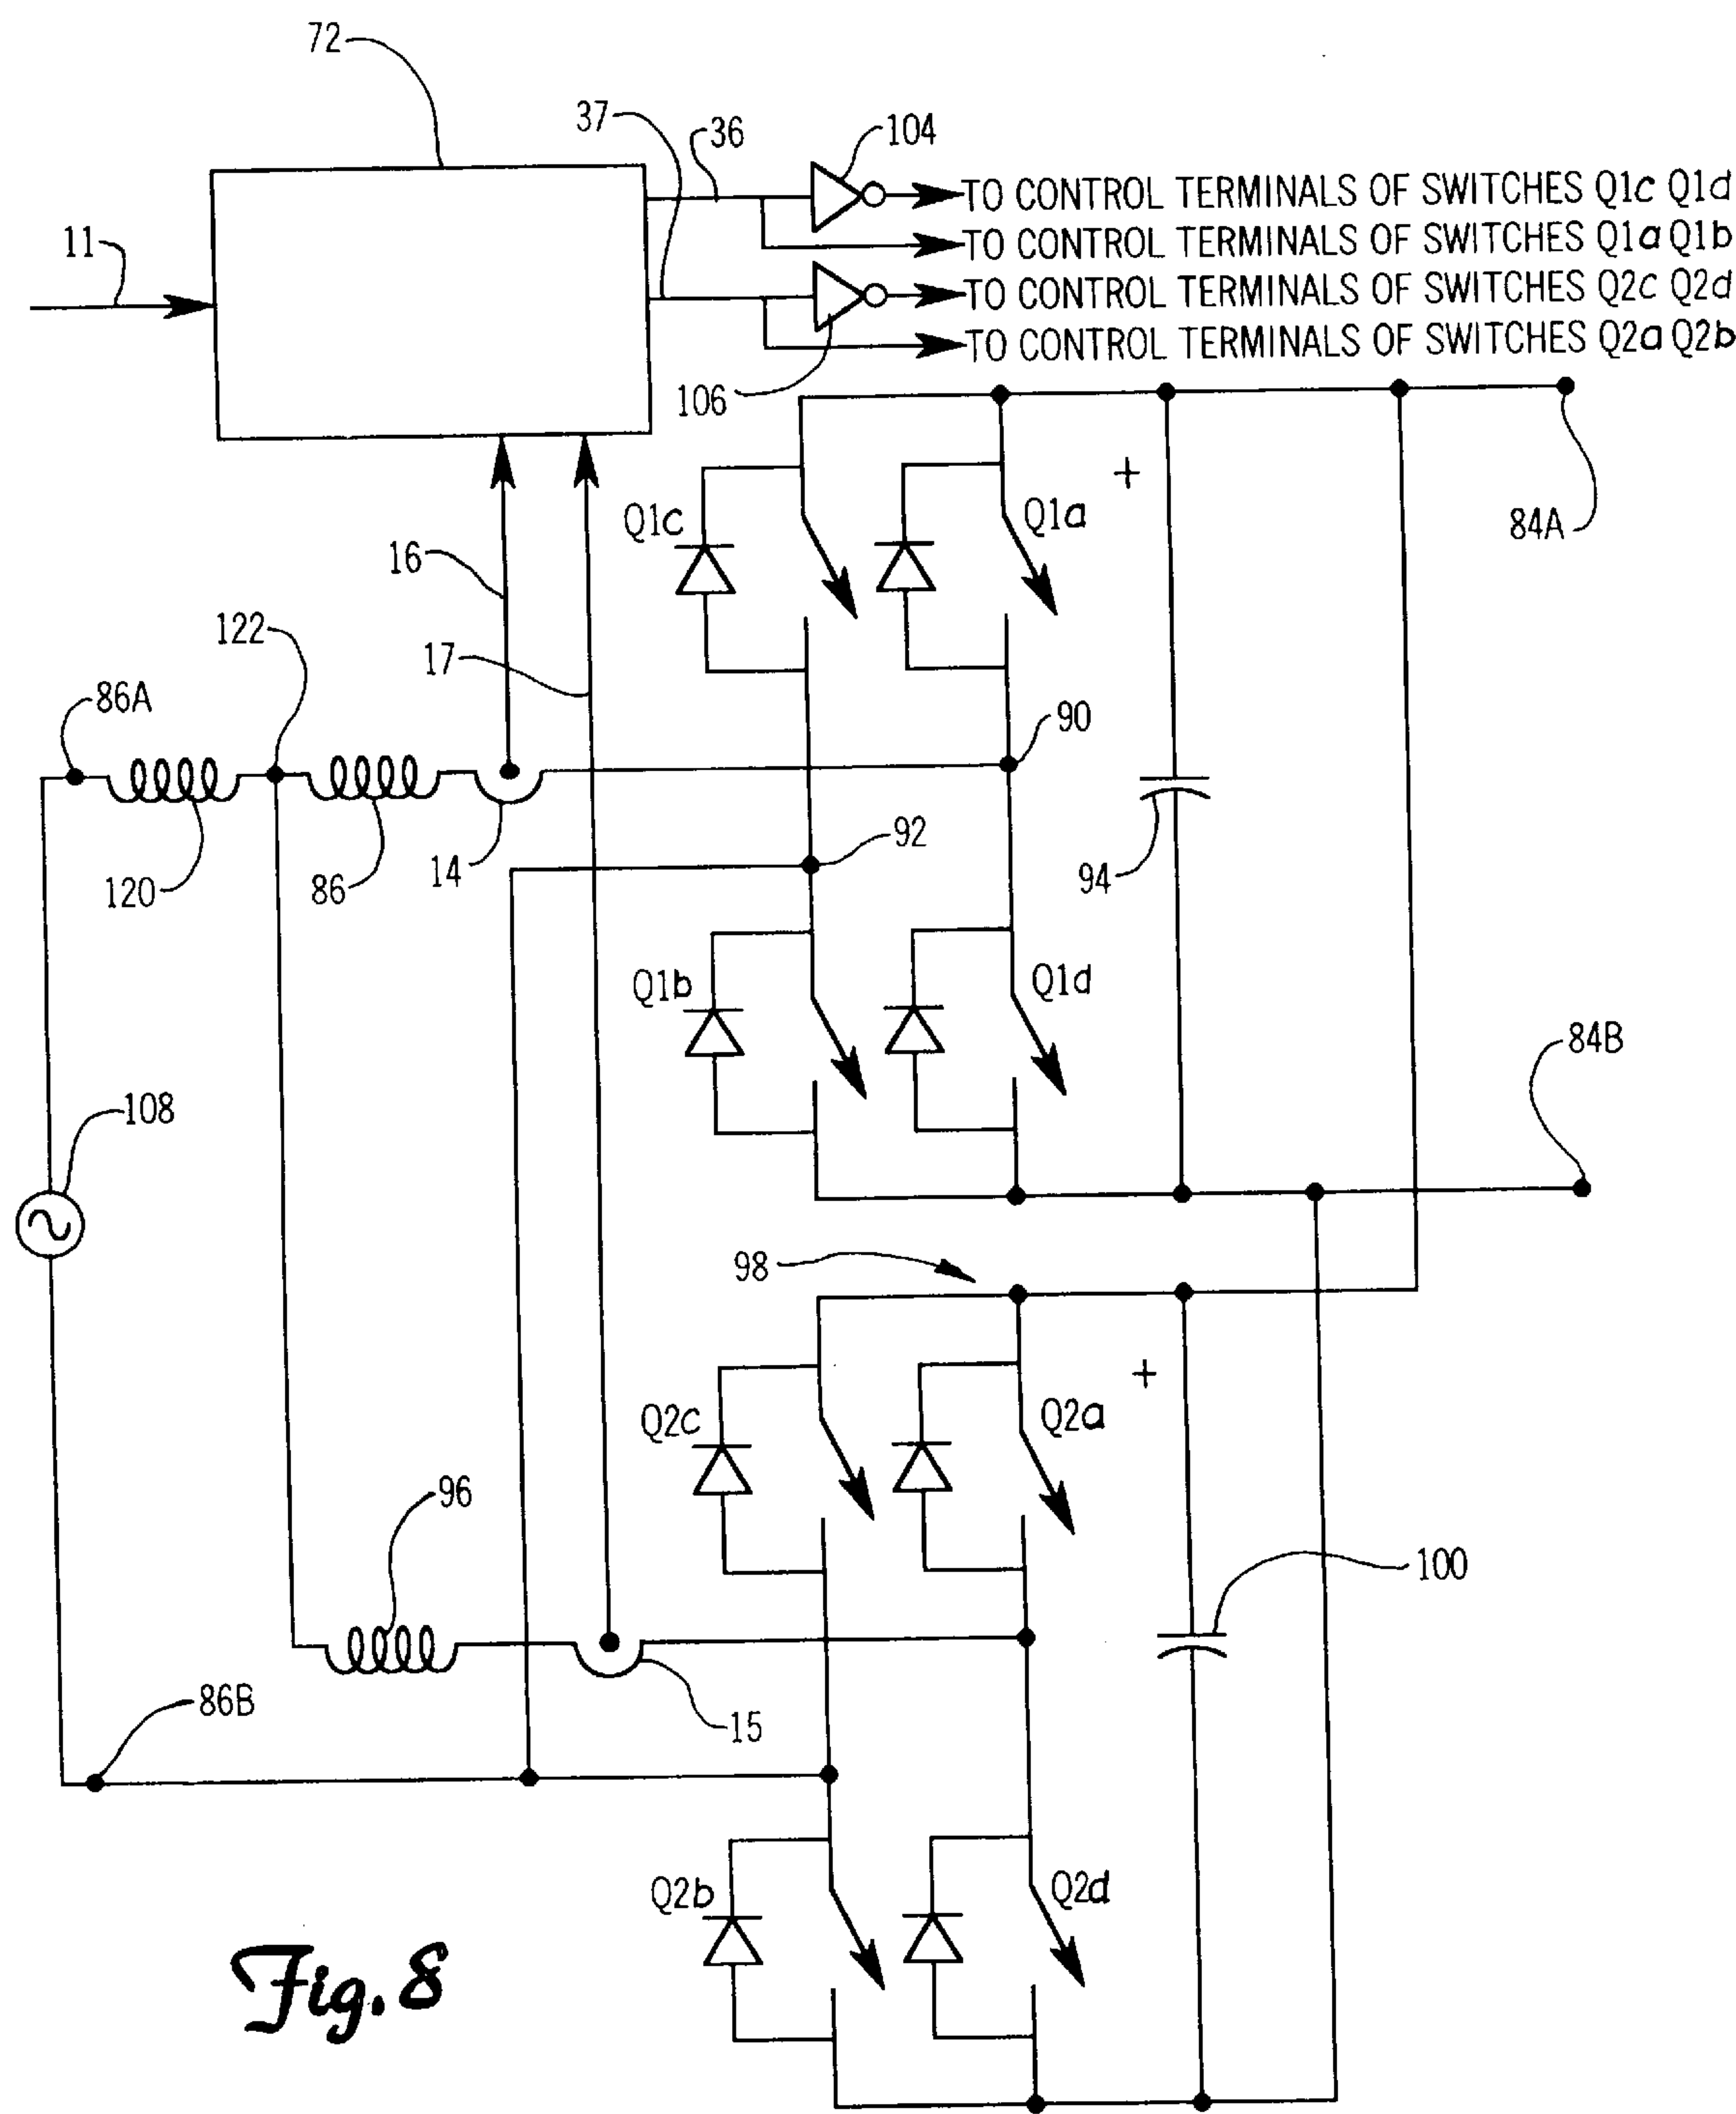 72
37
36
104
TO CONTROL TERMINALS OF SWITCHES Q1c Q1d
11
TO CONTROL TERMINALS OF SWITCHES Q1a Q1b
TO CONTROL TERMINALS OF SWITCHES Q2c Q2d
TO CONTROL TERMINALS OF SWITCHES Q2a Q2b
106
+
Q1c
Q1a
84A
16
122
17
86A
90
92
120
86
14
94
Q1b
Q1d
84B
108
98
+
Q2c
Q2a
96
100
86B
15
Q2b
Q2d
Fig. 8